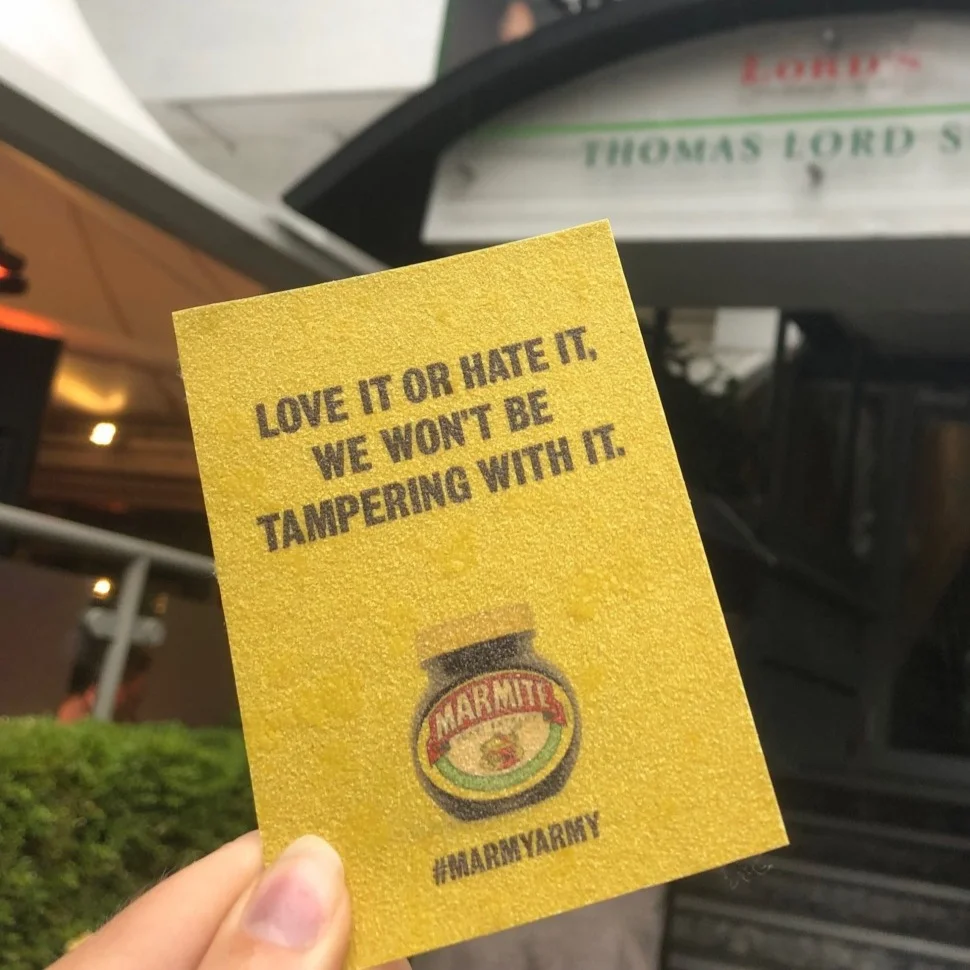 LORD'S
THOMAS LORD S
LOVE IT OR HATE IT,
WE WON'T BE
TAMPERING WITH IT.
MARMITE
#MARMYARMY